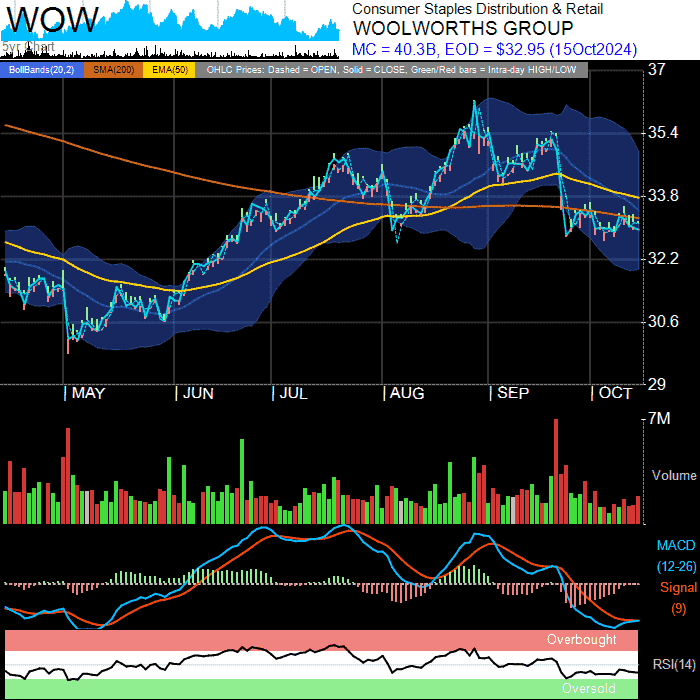 WOW
5yr Chart
Consumer Staples Distribution & Retail
WOOLWORTHS GROUP
MC = 40.3B, EOD = $32.95 (15Oct2024)
BollBands(20,2) SMA(200) EMA(50) OHLC Prices: Dashed = OPEN, Solid = CLOSE, Green/Red bars = Intra-day HIGH/LOW
37
35.4
33.8
32.2
30.6
29
| MAY | JUN | JUL | AUG | SEP | OCT
7M
Volume
MACD
(12-26)
Signal
(9)
Overbought
RSI(14)
Oversold